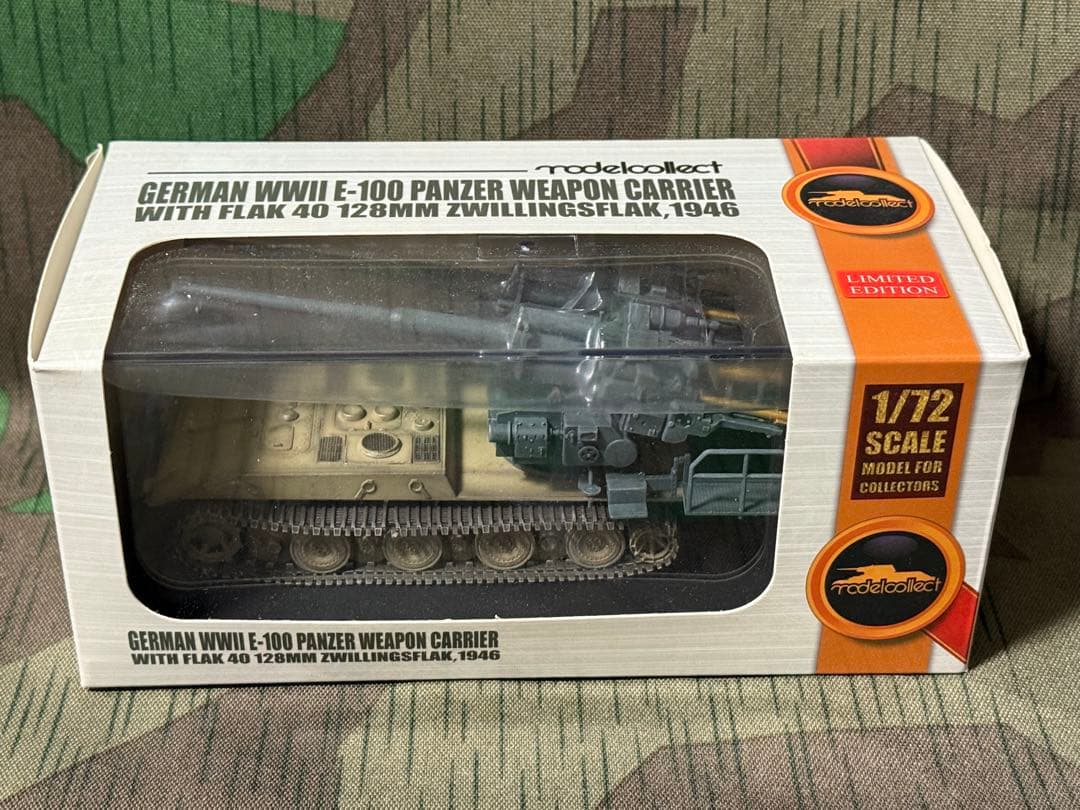 modelcollect
GERMAN WWII E-100 PANZER WEAPON CARRIER
WITH FLAK 40 128MM ZWILLINGSFLAK,1946
modelcollect
LIMITED
EDITION
1/72
SCALE
MODEL FOR
COLLECTORS
modelcollect
GERMAN WWII E-100 PANZER WEAPON CARRIER
WITH FLAK 40 128MM ZWILLINGSFLAK,1946